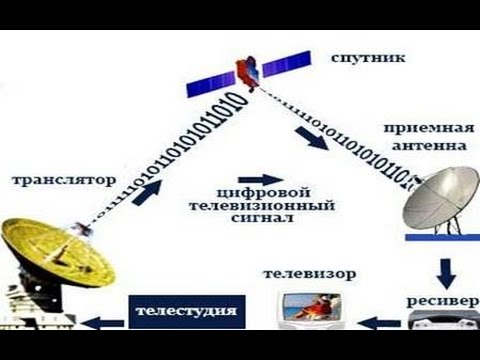 спутник
приемная
антенна
транслятор
цифровой
телевизионный
сигнал
телевизор
телестудия
ресивер